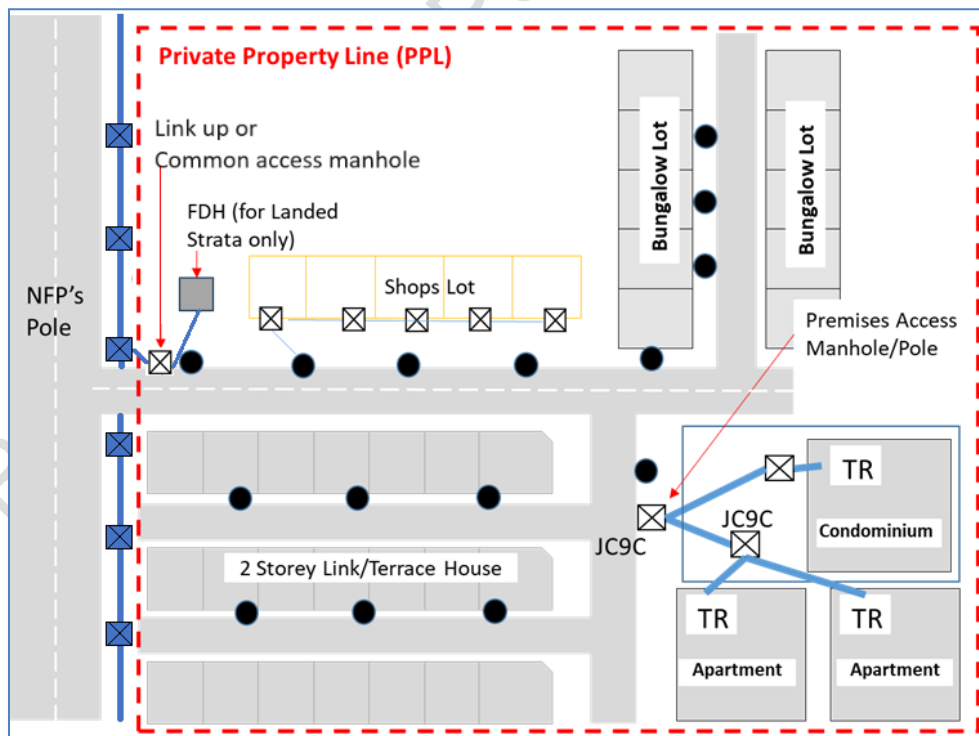 Private Property Line (PPL)
Link up or
Common access manhole
FDH (for Landed
Strata only)
NFP's
Pole
Shops Lot
Bungalow Lot
Bungalow Lot
Premises Access
Manhole/Pole
2 Storey Link/Terrace House
JC9C
JC9C
TR
Condominium
TR
Apartment
TR
Apartment